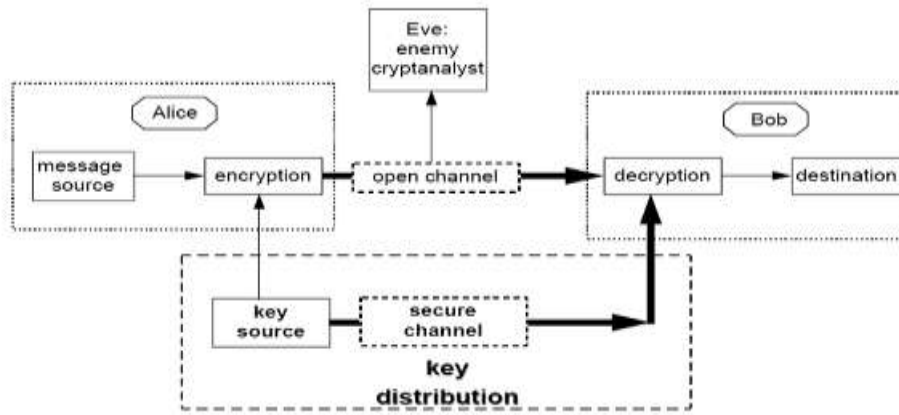 Eve:
enemy
cryptanalyst
Alice
Bob
message
source
encryption
open channel
decryption
destination
key
source
secure
channel
key
distribution